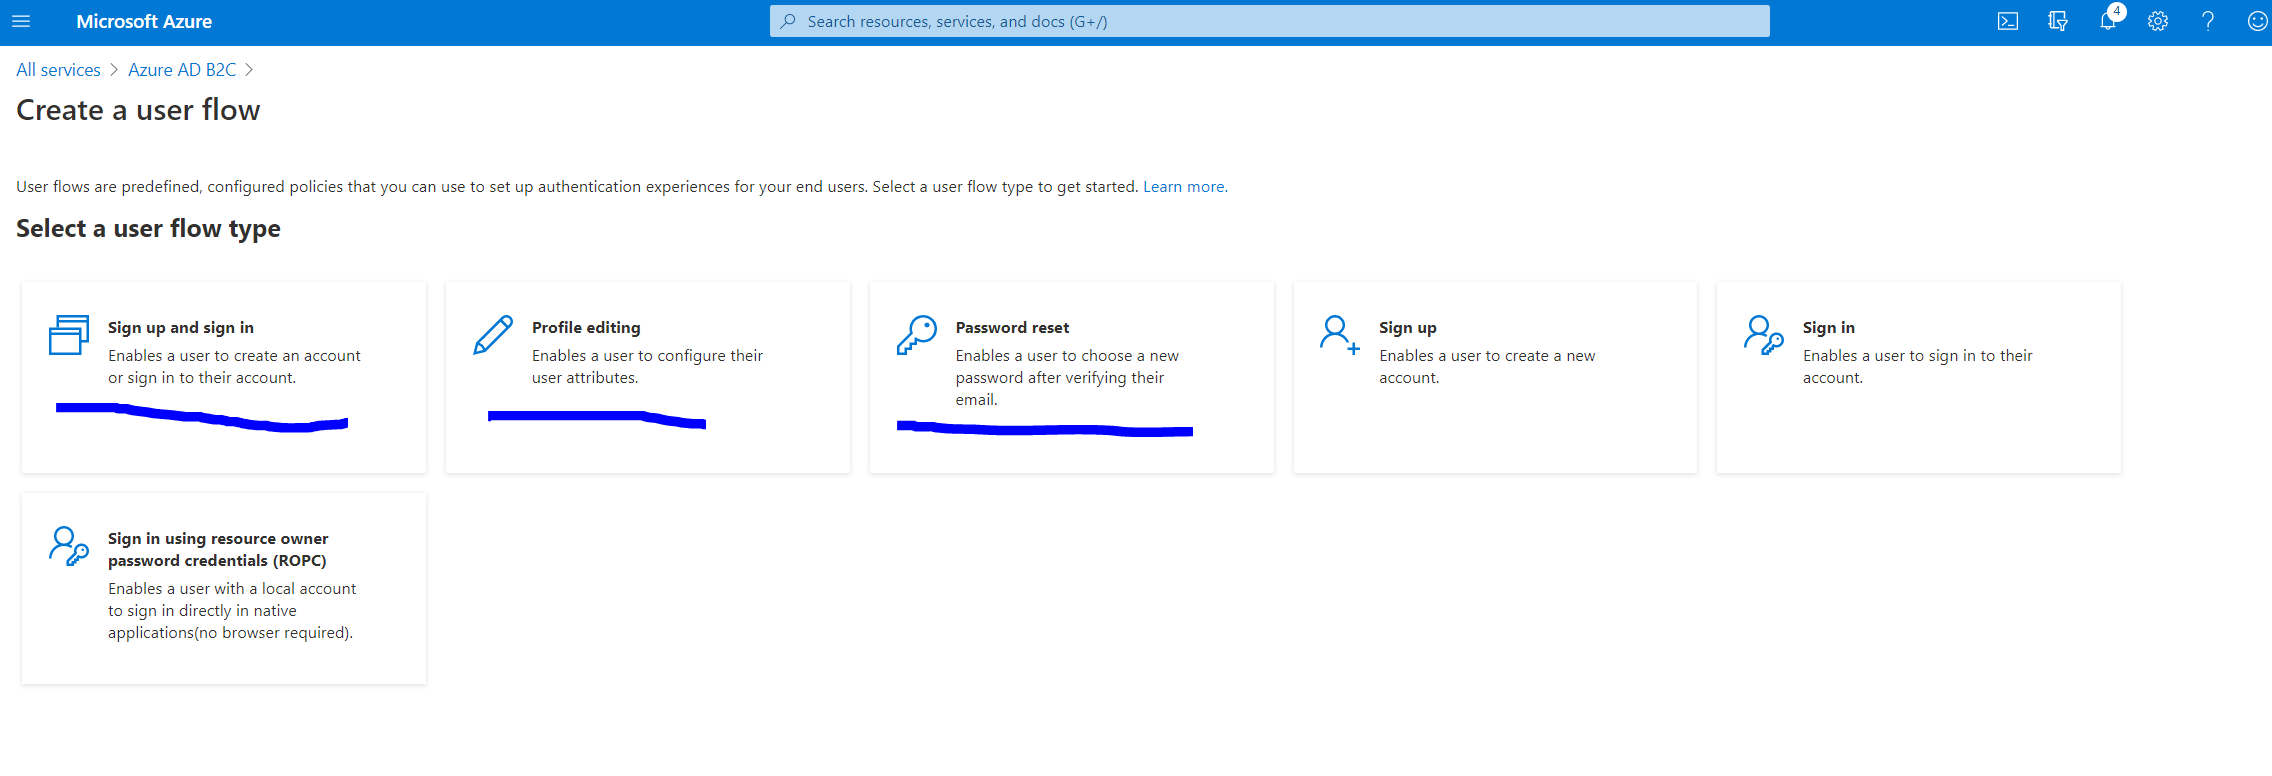 Microsoft Azure
Search resources, services, and docs (G+/)
4
All services > Azure AD B2C >
Create a user flow
User flows are predefined, configured policies that you can use to set up authentication experiences for your end users. Select a user flow type to get started. Learn more.
Select a user flow type
Sign up and sign in
Enables a user to create an account
or sign in to their account.
Profile editing
Enables a user to configure their
user attributes.
Password reset
Enables a user to choose a new
password after verifying their
email.
Sign up
Enables a user to create a new
account.
Sign in
Enables a user to sign in to their
account.
Sign in using resource owner
password credentials (ROPC)
Enables a user with a local account
to sign in directly in native
applications(no browser required).